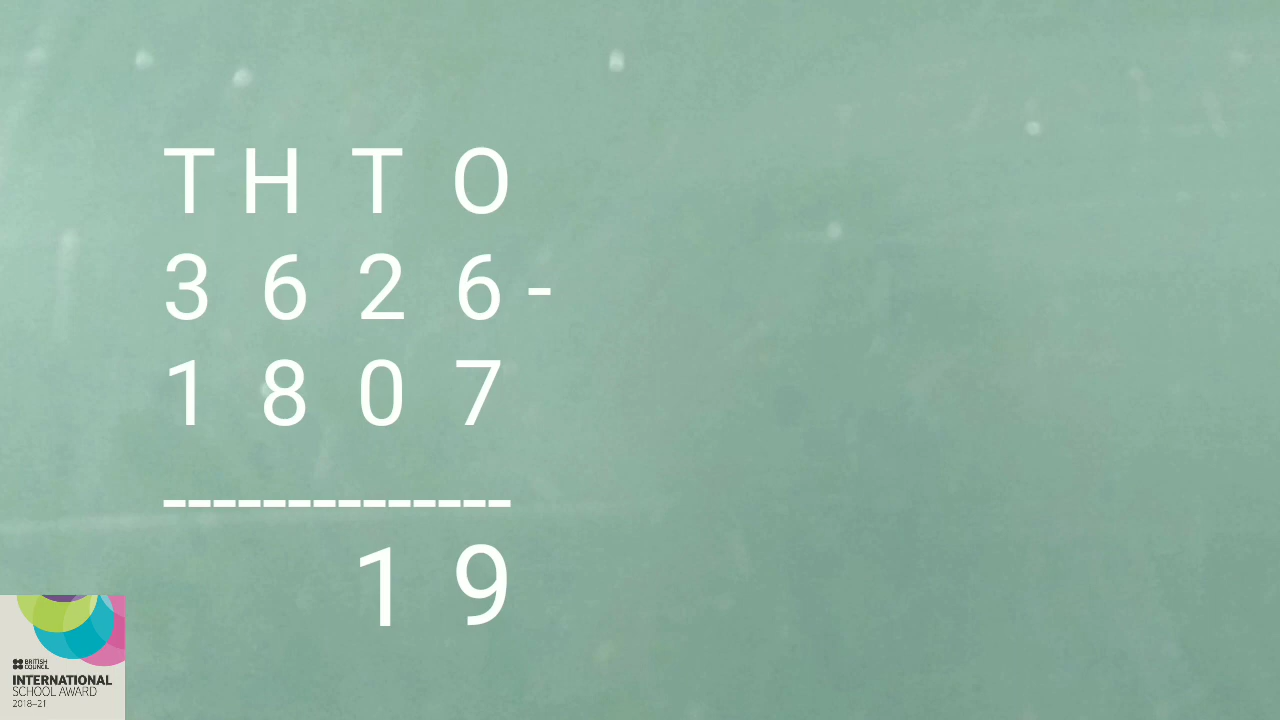 T H T O
3 6 2 6 -
1 8 0 7
--------------
1 9
BRITISH
COUNCIL
INTERNATIONAL
SCHOOL AWARD
2018–21